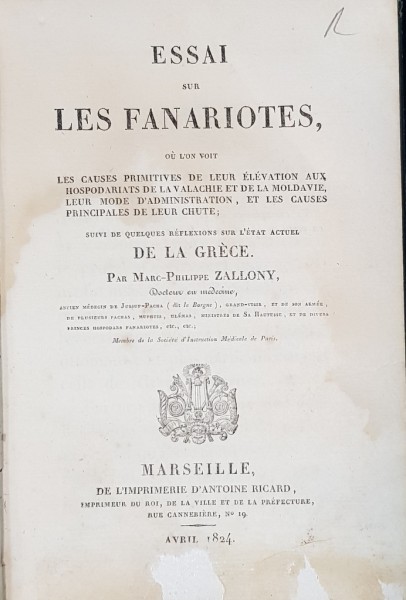 ESSAI
SUR
LES FANARIOTES,
OÙ L'ON VOIT
LES CAUSES PRIMITIVES DE LEUR ÉLÉVATION AUX
HOSPODARIATS DE LA VALACHIE ET DE LA MOLDAVIE,
LEUR MODE D'ADMINISTRATION, ET LES CAUSES
PRINCIPALES DE LEUR CHUTE;
SUIVI DE QUELQUES RÉFLEXIONS SUR L'ÉTAT ACTUEL
DE LA GRÈCE.
PAR MARC-PHILIPPE ZALLONY,
Docteur en médecine,
ANCIEN MÉDECIN DE JUSSUF-PACHA (dit le Borgne), GRAND-VISIR, ET DE SON ARMÉE,
DE PLUSIEURS PACHAS, MUPHTIS, ULÉMAS, MINISTRES DE SA HAUTESSE, ET DE DIVERS
PRINCES HOSPODARS FANARIOTES, etc., etc.;
Membre de la Société d'Instruction Médicale de Paris.
MARSEILLE,
DE L'IMPRIMERIE D'ANTOINE RICARD,
IMPRIMEUR DU ROI, DE LA VILLE ET DE LA PRÉFECTURE,
RUE CANNEBIÈRE, Nº 19.
AVRIL 1824.